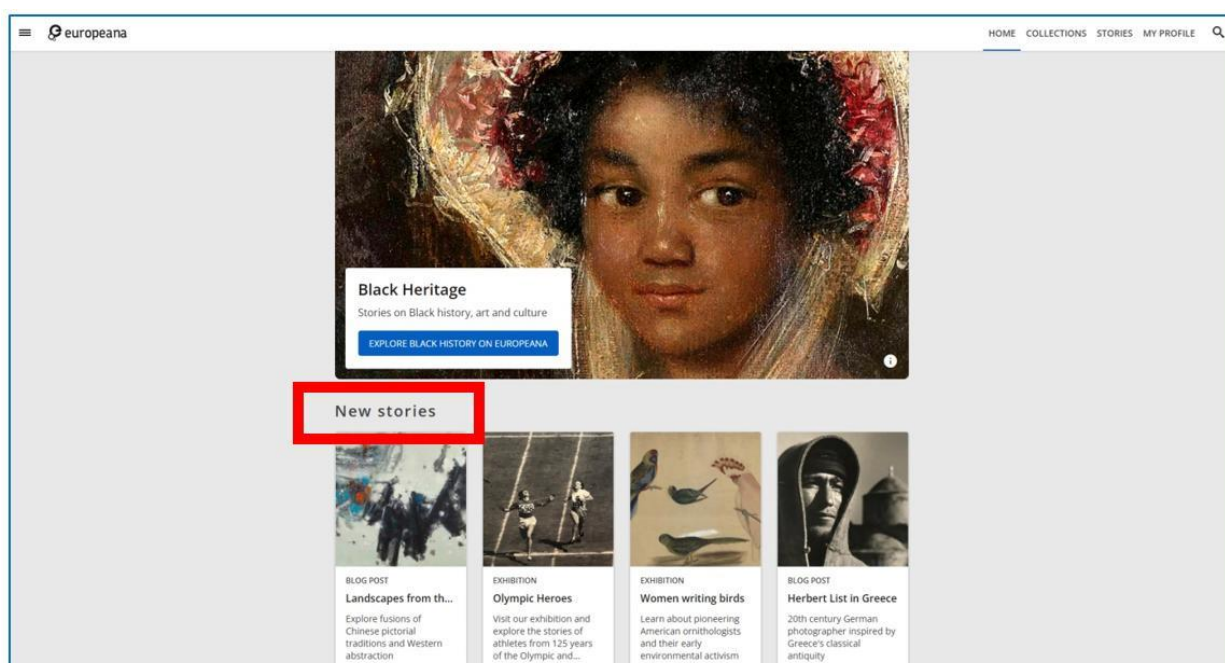 europeana
HOME COLLECTIONS STORIES MY PROFILE
Black Heritage
Stories on Black history, art and culture
EXPLORE BLACK HISTORY ON EUROPEANA
New stories
BLOG POST
Landscapes from th...
Explore fusions of
Chinese pictorial
traditions and Western
abstraction
EXHIBITION
Olympic Heroes
Visit our exhibition and
explore the stories of
athletes from 125 years
of the Olympic and...
EXHIBITION
Women writing birds
Learn about pioneering
American ornithologists
and their early
environmental activism
BLOG POST
Herbert List in Greece
20th century German
photographer inspired by
Greece's classical
antiquity